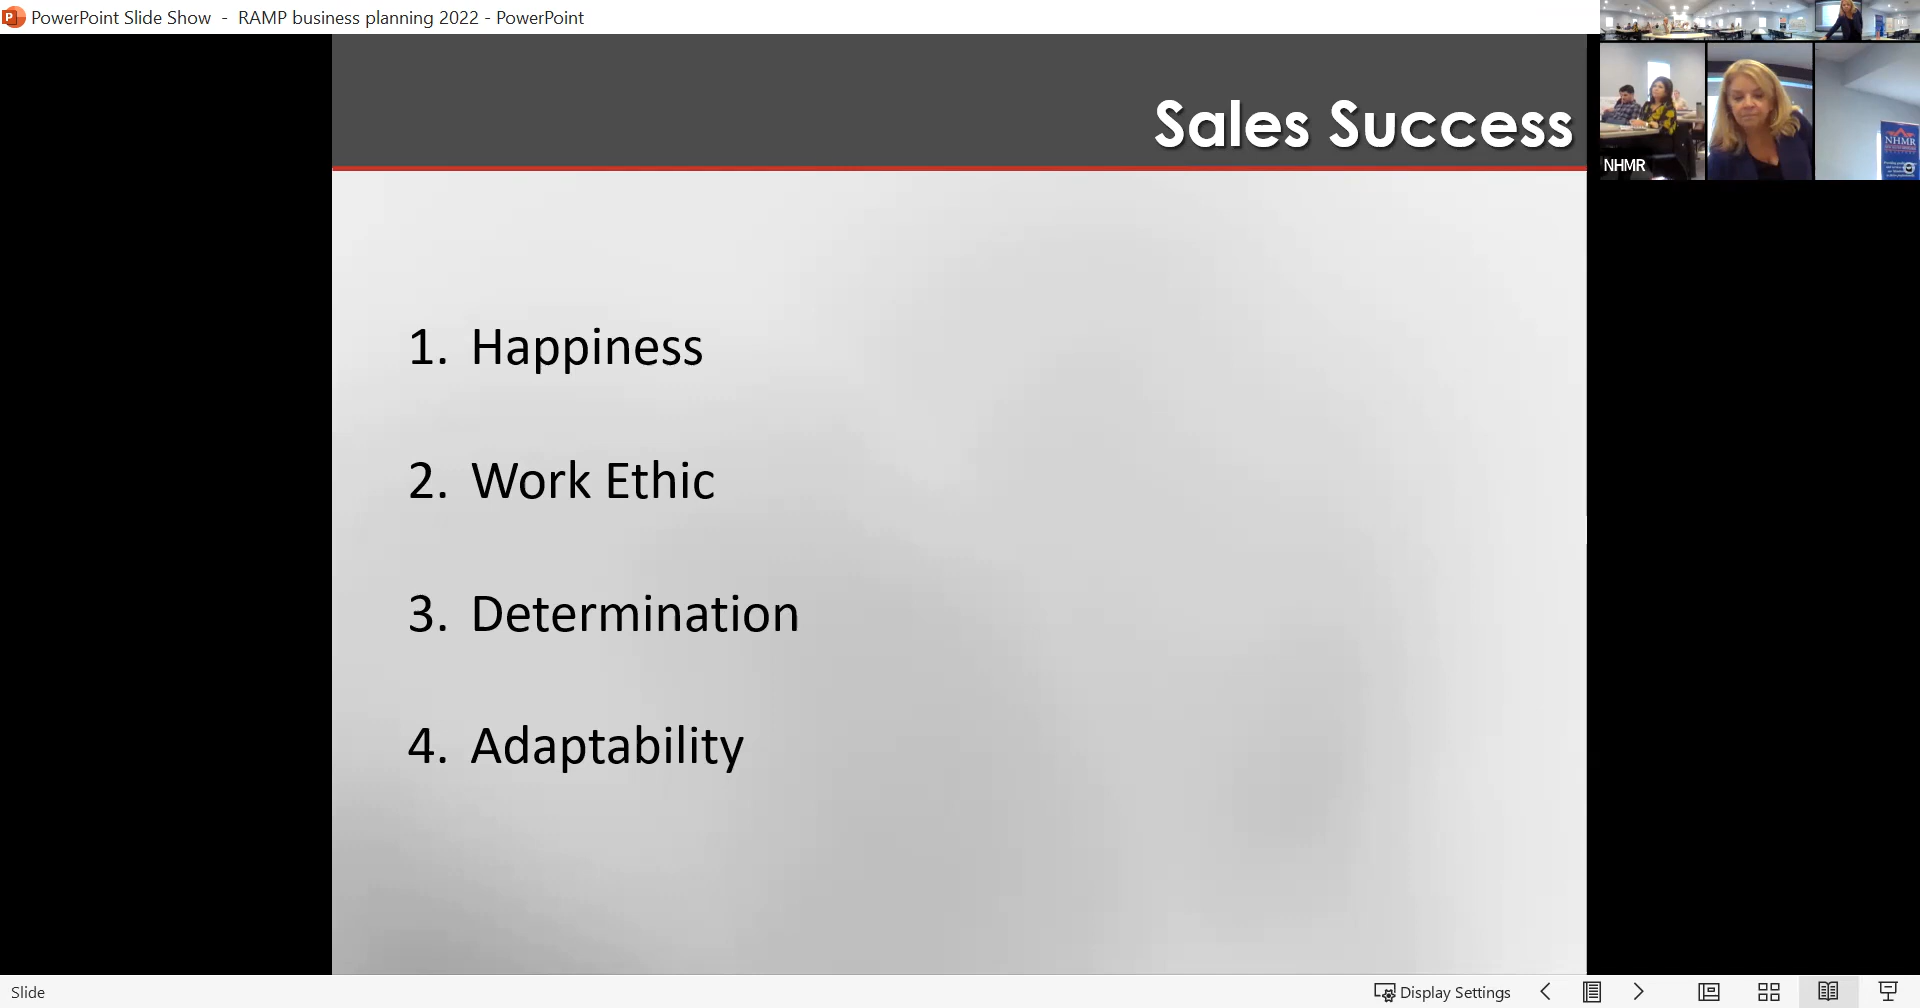 PowerPoint Slide Show - RAMP business planning 2022 - PowerPoint
Sales Success
1. Happiness
2. Work Ethic
3. Determination
4. Adaptability
NHMR
NHMR
Slide
Display Settings